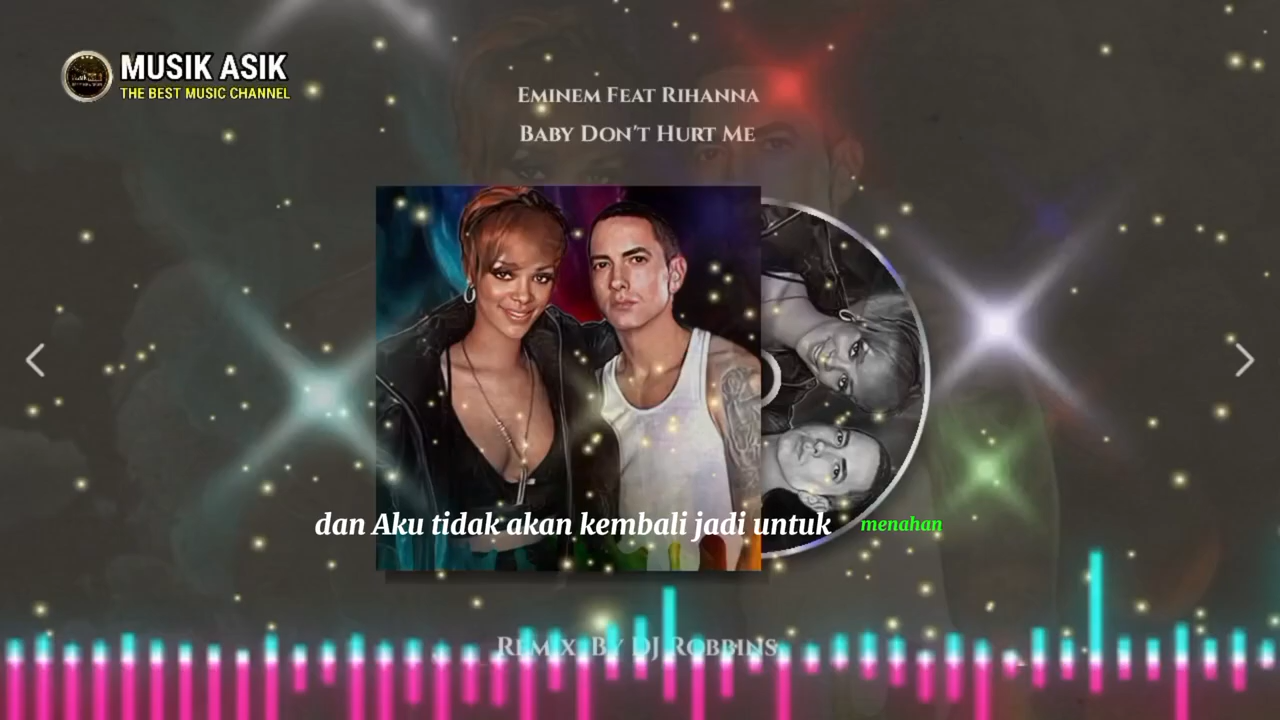 MUSIK ASIK
THE BEST MUSIC CHANNEL
Eminem Feat Rihanna
Baby Don't Hurt Me
dan Aku tidak akan kembali jadi untuk menahan
Remix By DJ Robbins